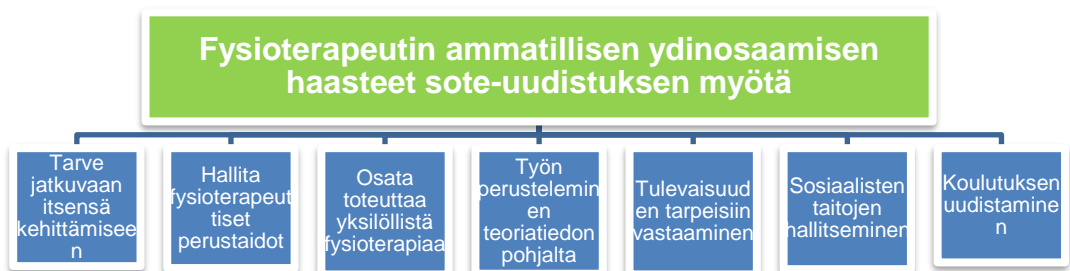 Fysioterapeutin ammatillisen ydinosaamisen
haasteet sote-uudistuksen myötä
Tarve
jatkuvaan
itsensä
kehittämisee
n
Hallita
fysioterapeut
tiset
perustaidot
Osata
toteuttaa
yksilöllistä
fysioterapiaa
Työn
perustelemin
en
teoriatiedon
pohjalta
Tulevaisuud
en tarpeisiin
vastaaminen
Sosiaalisten
taitojen
hallitseminen
Koulutuksen
uudistamine
n